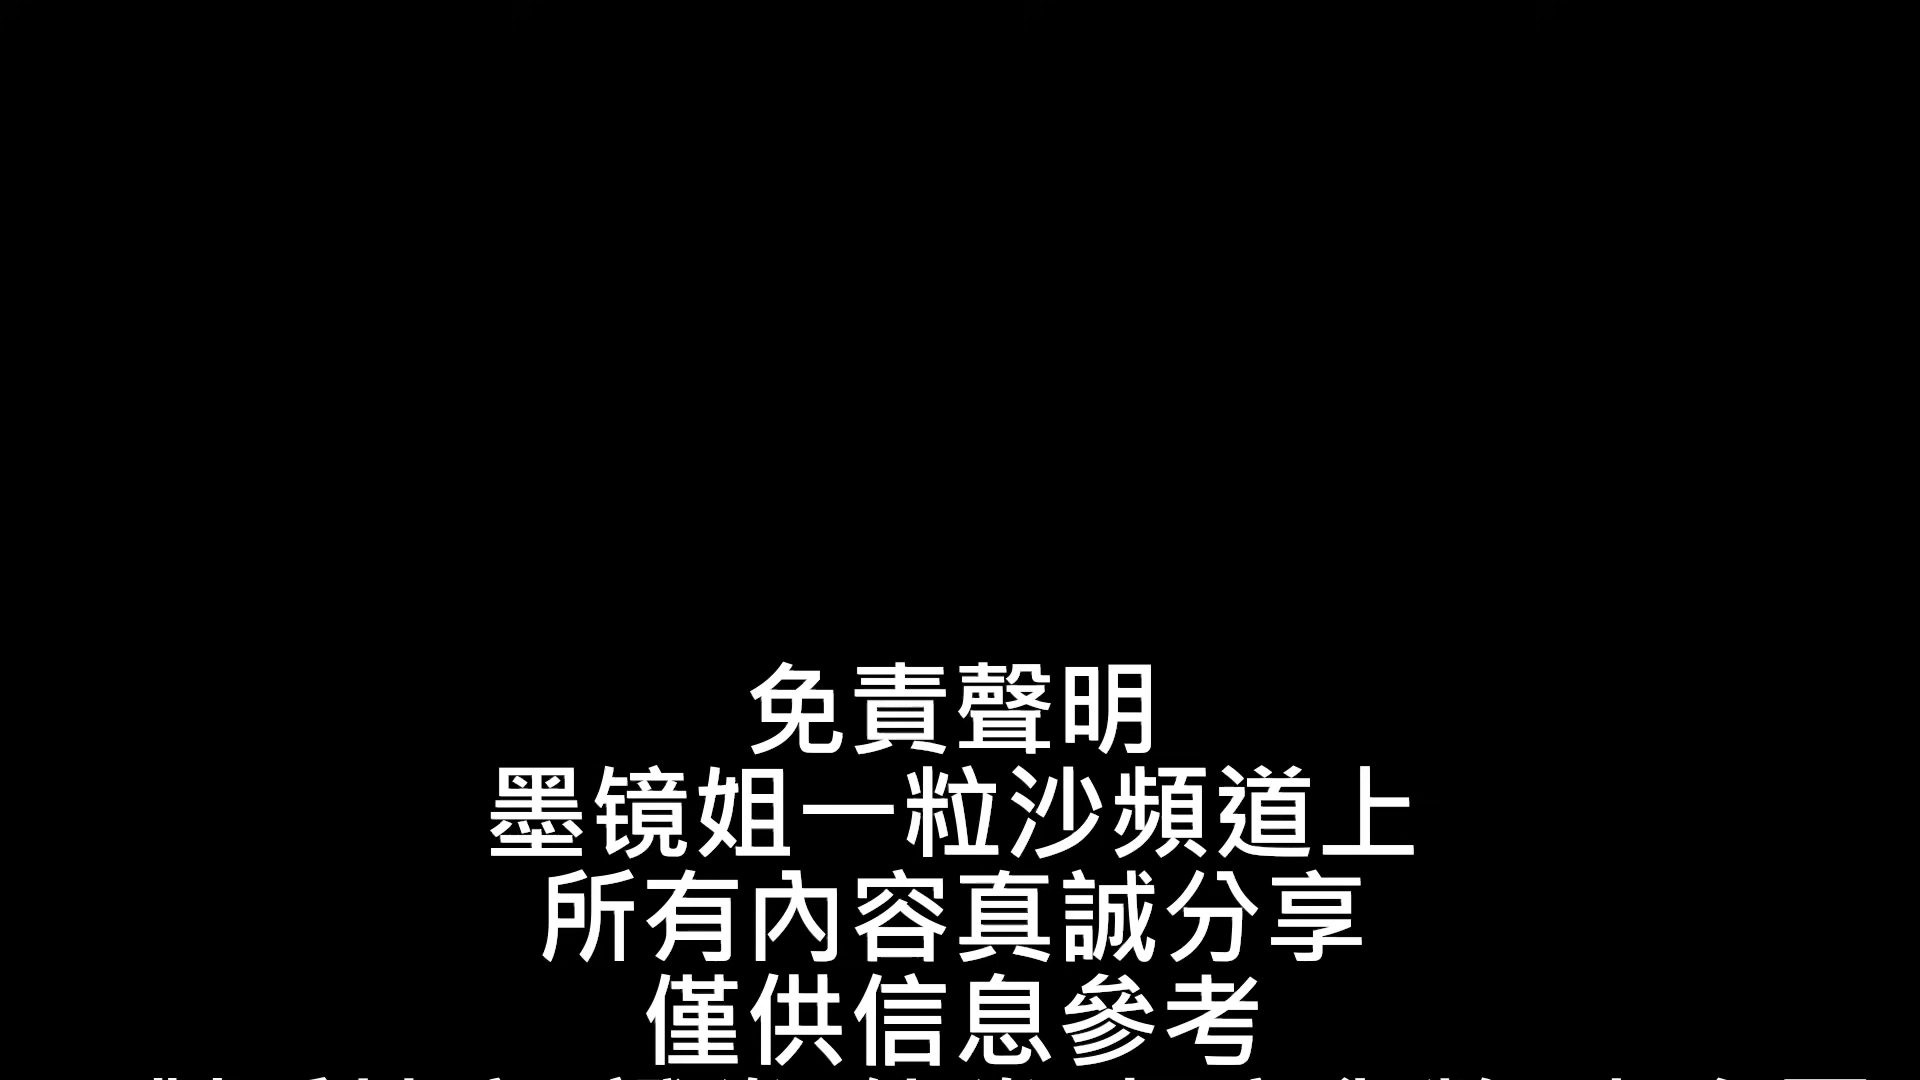 免責聲明
墨镜姐一粒沙頻道上
所有內容真誠分享
僅供信息參考